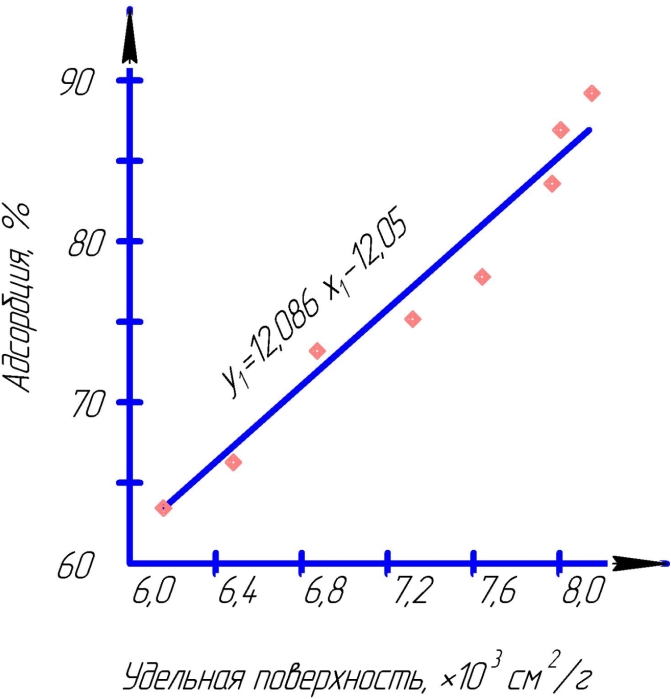 90
80
70
60
Адсорбция, %
y₁=12,086 x₁-12,05
6,0 6,4 6,8 7,2 7,6 8,0
Удельная поверхность, ×10³ см²/г